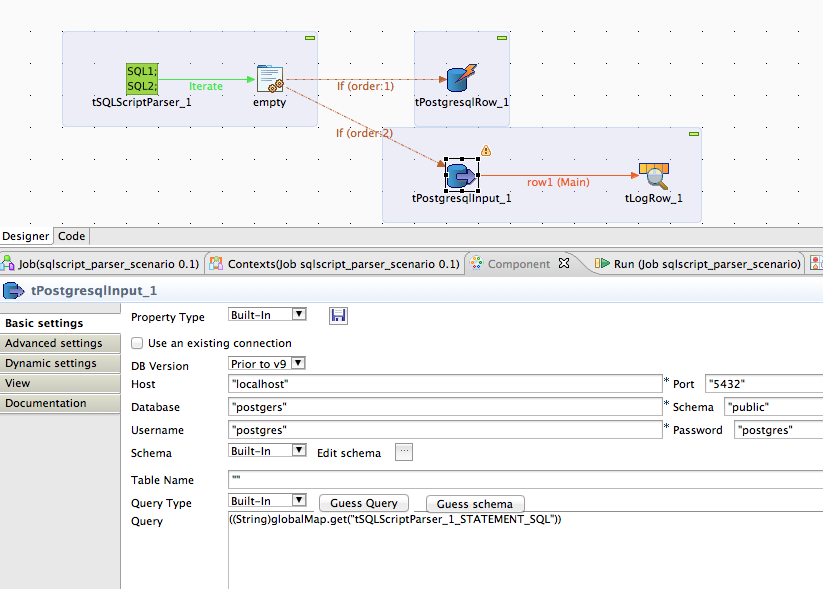 SQL1;
SQL2;
Iterate
If (order:1)
tSQLScriptParser_1
empty
tPostgresqlRow_1
If (order:2)
row1 (Main)
tPostgresqlInput_1
tLogRow_1
Designer Code
Job(sqlscript_parser_scenario 0.1) Contexts(Job sqlscript_parser_scenario 0.1) Component Run (Job sqlscript_parser_scenario)
tPostgresqlInput_1
Basic settings
Advanced settings
Dynamic settings
View
Documentation
Property Type Built-In
Use an existing connection
DB Version Prior to v9
Host "localhost" * Port "5432"
Database "postgers" * Schema "public"
Username "postgres" * Password "postgres"
Schema Built-In Edit schema ...
Table Name ""
Query Type Built-In Guess Query Guess schema
Query ((String)globalMap.get("tSQLScriptParser_1_STATEMENT_SQL"))